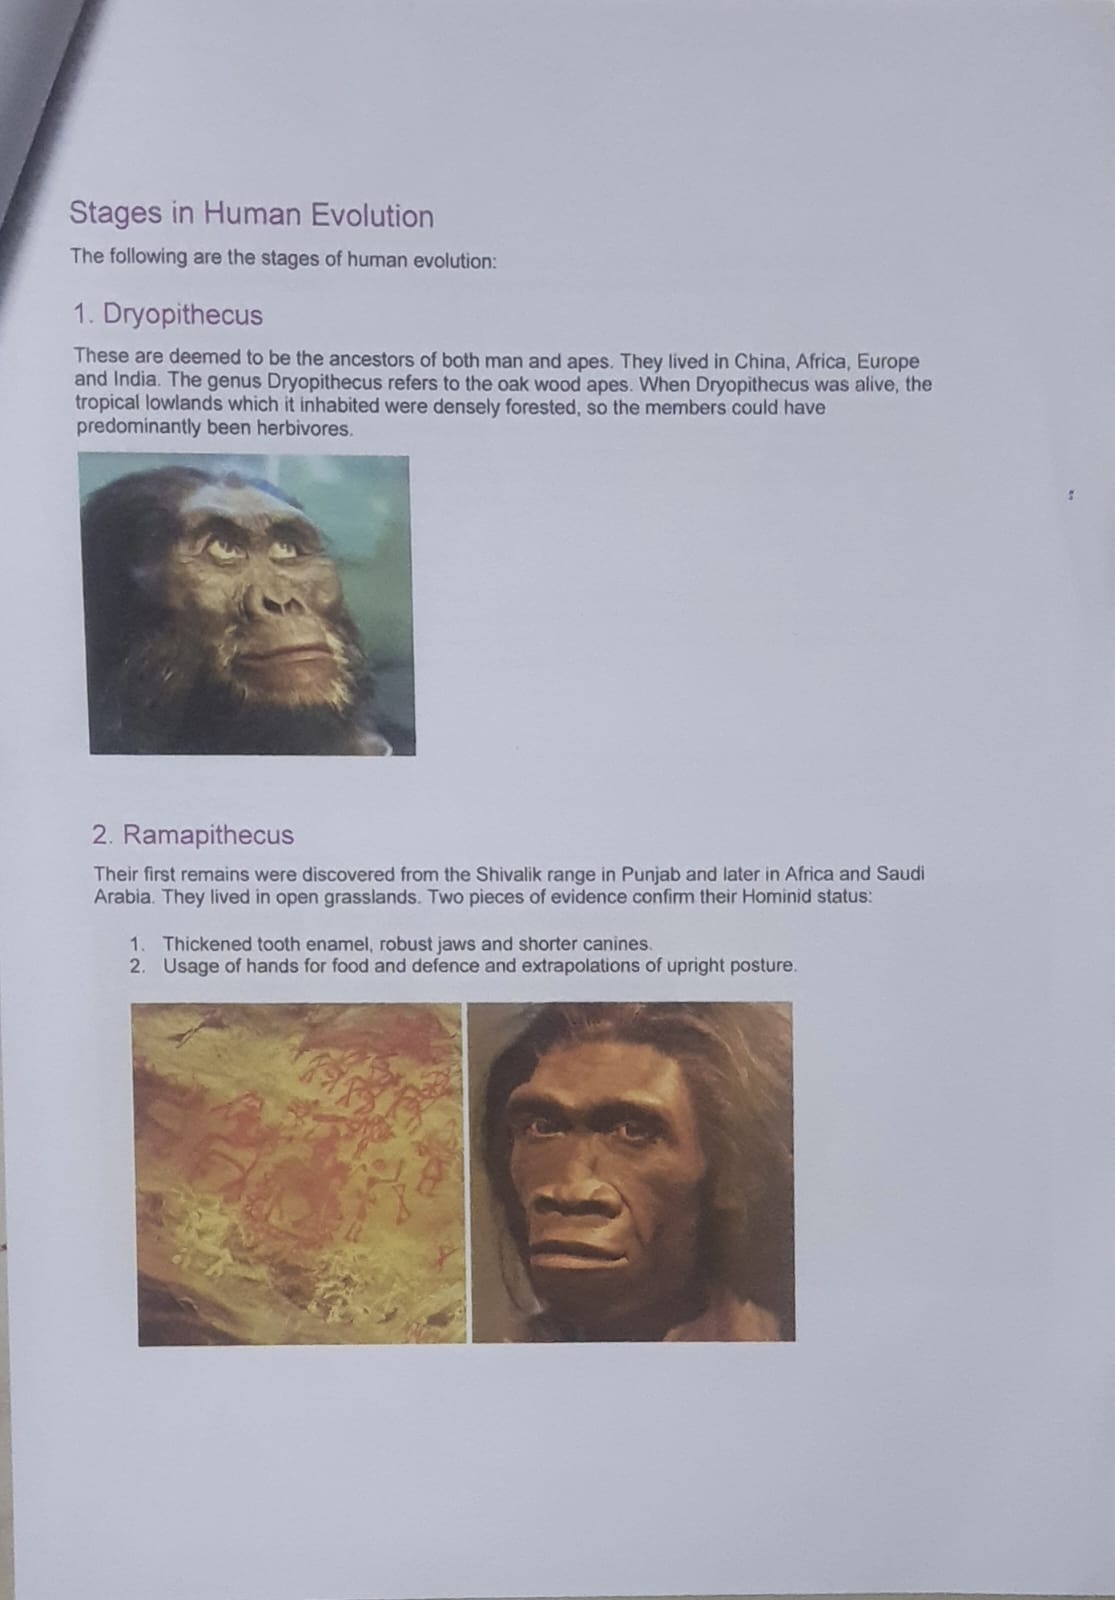 Stages in Human Evolution
The following are the stages of human evolution:
1. Dryopithecus
These are deemed to be the ancestors of both man and apes. They lived in China, Africa, Europe
and India. The genus Dryopithecus refers to the oak wood apes. When Dryopithecus was alive, the
tropical lowlands which it inhabited were densely forested, so the members could have
predominantly been herbivores.
2. Ramapithecus
Their first remains were discovered from the Shivalik range in Punjab and later in Africa and Saudi
Arabia. They lived in open grasslands. Two pieces of evidence confirm their Hominid status:
1. Thickened tooth enamel, robust jaws and shorter canines.
2. Usage of hands for food and defence and extrapolations of upright posture.